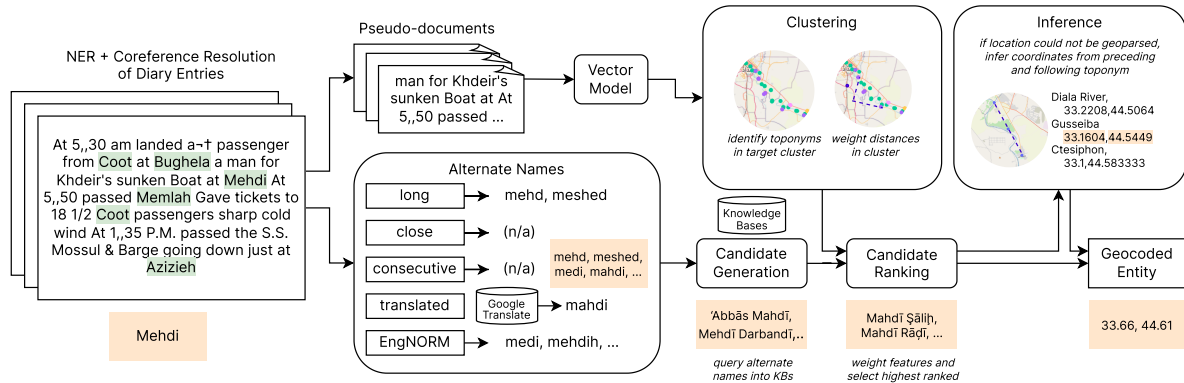 NER + Coreference Resolution
of Diary Entries
At 5,,30 am landed a¬† passenger
from Coot at Bughela a man for
Khdeir's sunken Boat at Mehdi At
5,,50 passed Memlah Gave tickets to
18 1/2 Coot passengers sharp cold
wind At 1,,35 P.M. passed the S.S.
Mossul & Barge going down just at
Azizieh
Mehdi
Pseudo-documents
man for Khdeir's
sunken Boat at At
5,,50 passed ...
Vector
Model
Alternate Names
long
mehd, meshed
close
(n/a)
consecutive
(n/a)
translated
Google
Translate
mahdi
EngNORM
medi, mehdih, ...
mehd, meshed,
medi, mahdi, ...
Clustering
identify toponyms
in target cluster
weight distances
in cluster
Knowledge
Bases
Candidate
Generation
'Abbās Mahdī,
Mehdī Darbandī,..
query alternate
names into KBs
Candidate
Ranking
Mahdī Şāliḩ,
Mahdī Rāḑī, ...
weight features and
select highest ranked
Inference
if location could not be geoparsed,
infer coordinates from preceding
and following toponym
Diala River,
33.2208,44.5064
Gusseiba
33.1604,44.5449
Ctesiphon,
33.1,44.583333
Geocoded
Entity
33.66, 44.61